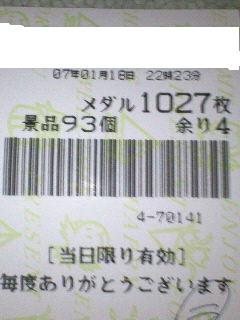 07年01月18日 22時23分
メダル1027枚
景品93個 余り4
4-70141
[当日限り有効]
毎度ありがとうございます